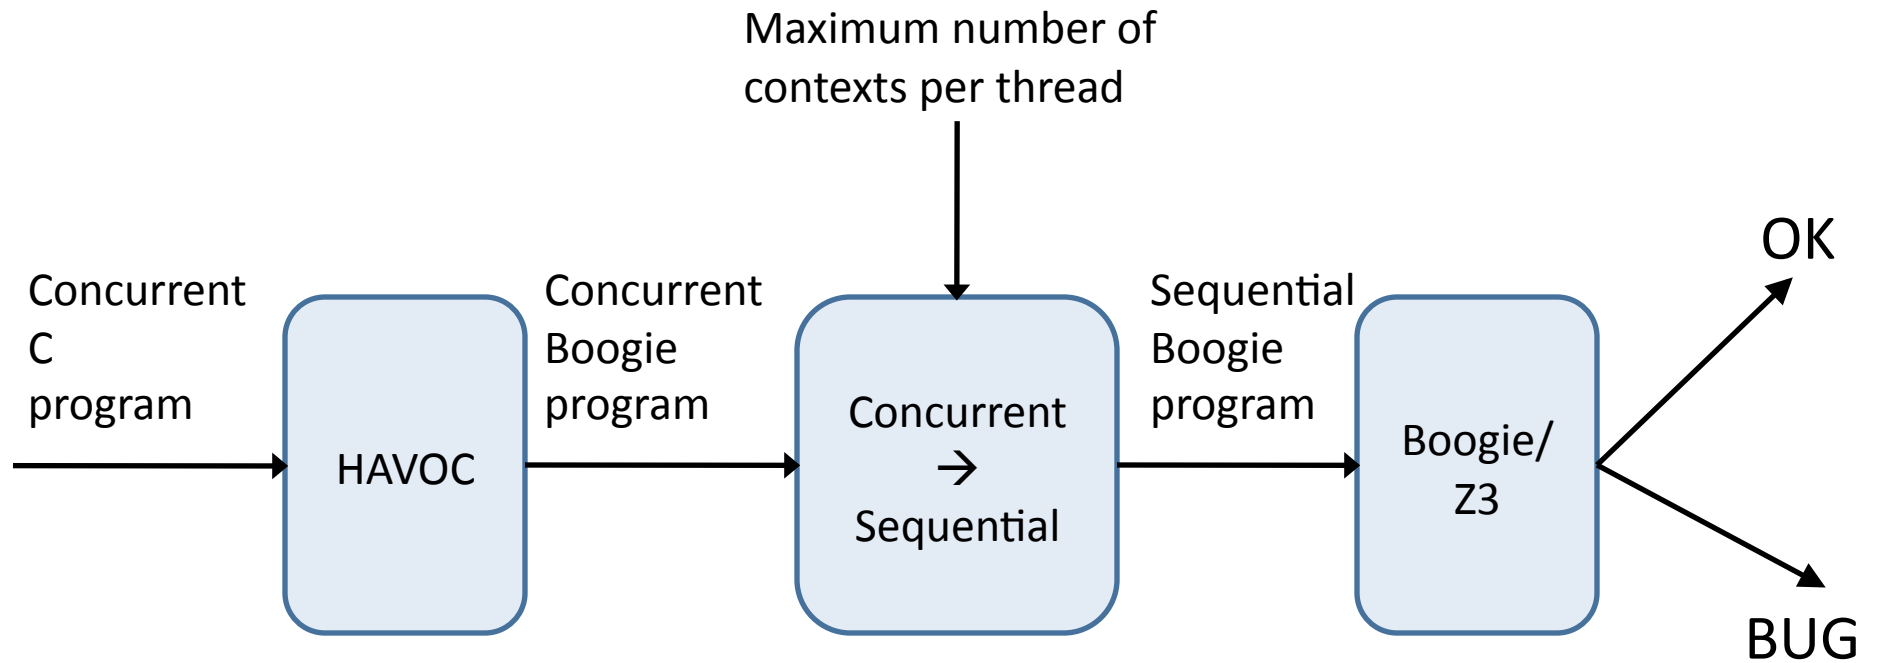 Maximum number of
contexts per thread
Concurrent
C
program
HAVOC
Concurrent
Boogie
program
Concurrent
→
Sequential
Sequential
Boogie
program
Boogie/
Z3
OK
BUG